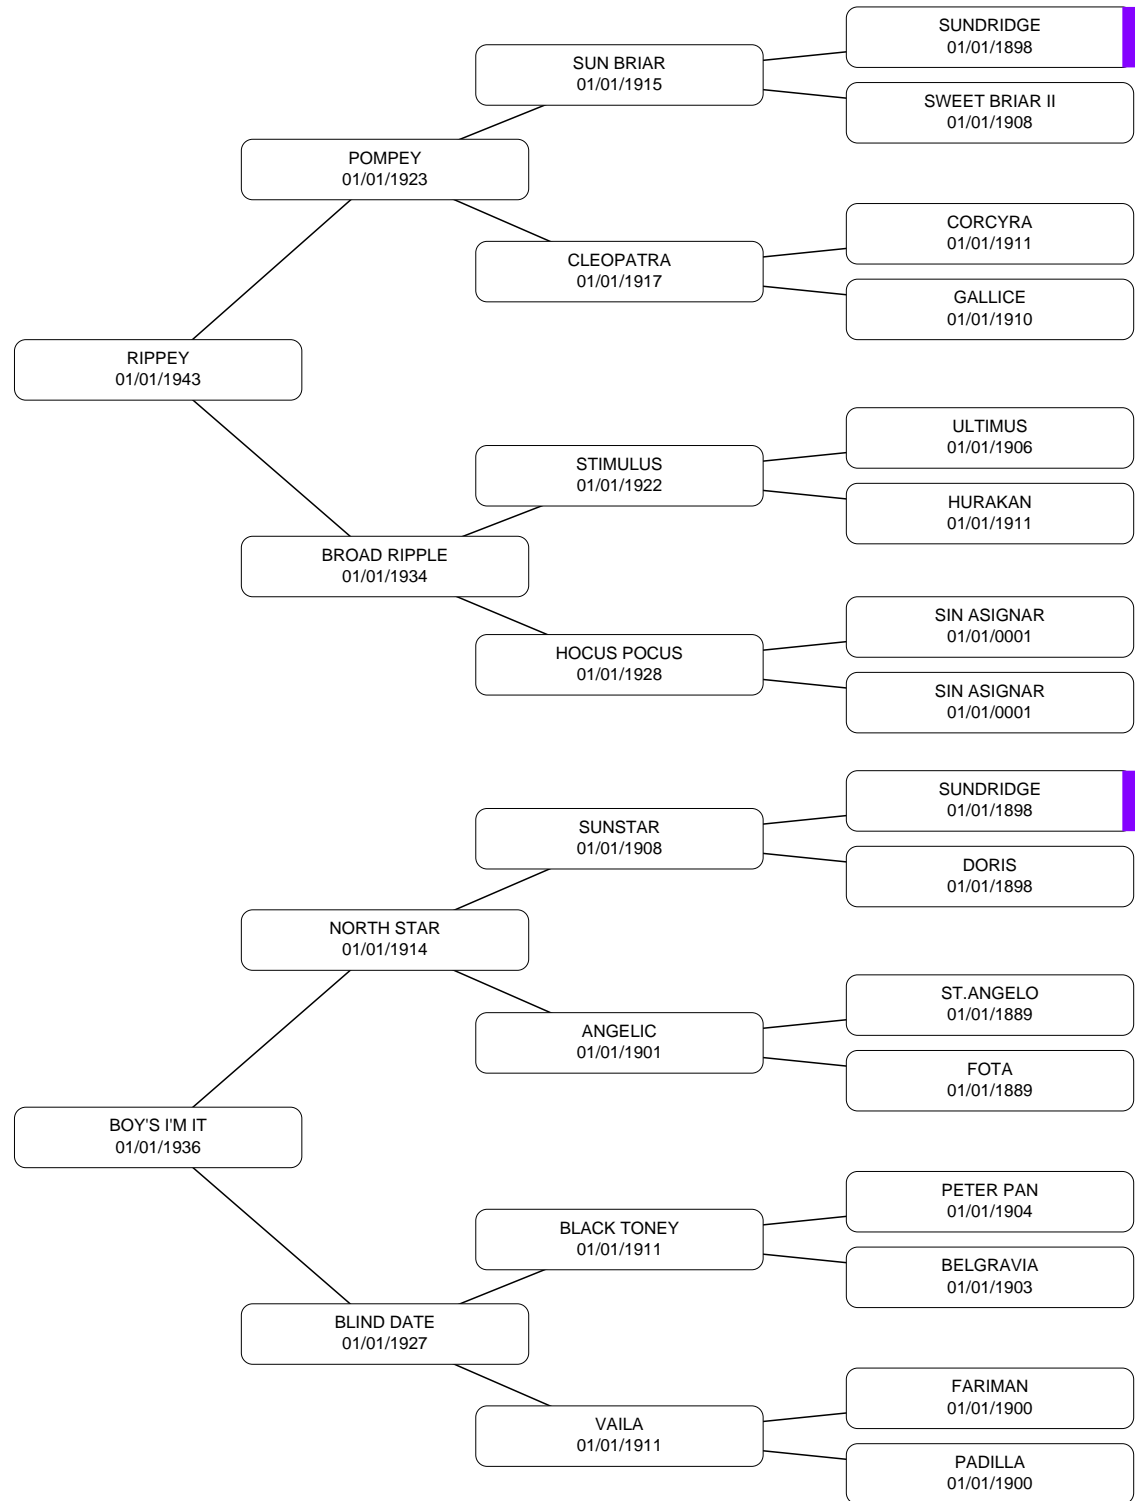 SUNDRIDGE
01/01/1898
SUN BRIAR
01/01/1915
SWEET BRIAR II
01/01/1908
POMPEY
01/01/1923
CORCYRA
01/01/1911
CLEOPATRA
01/01/1917
GALLICE
01/01/1910
RIPPEY
01/01/1943
ULTIMUS
01/01/1906
STIMULUS
01/01/1922
HURAKAN
01/01/1911
BROAD RIPPLE
01/01/1934
SIN ASIGNAR
01/01/0001
HOCUS POCUS
01/01/1928
SIN ASIGNAR
01/01/0001
SUNDRIDGE
01/01/1898
SUNSTAR
01/01/1908
DORIS
01/01/1898
NORTH STAR
01/01/1914
ST.ANGELO
01/01/1889
ANGELIC
01/01/1901
FOTA
01/01/1889
BOY'S I'M IT
01/01/1936
PETER PAN
01/01/1904
BLACK TONEY
01/01/1911
BELGRAVIA
01/01/1903
BLIND DATE
01/01/1927
FARIMAN
01/01/1900
VAILA
01/01/1911
PADILLA
01/01/1900